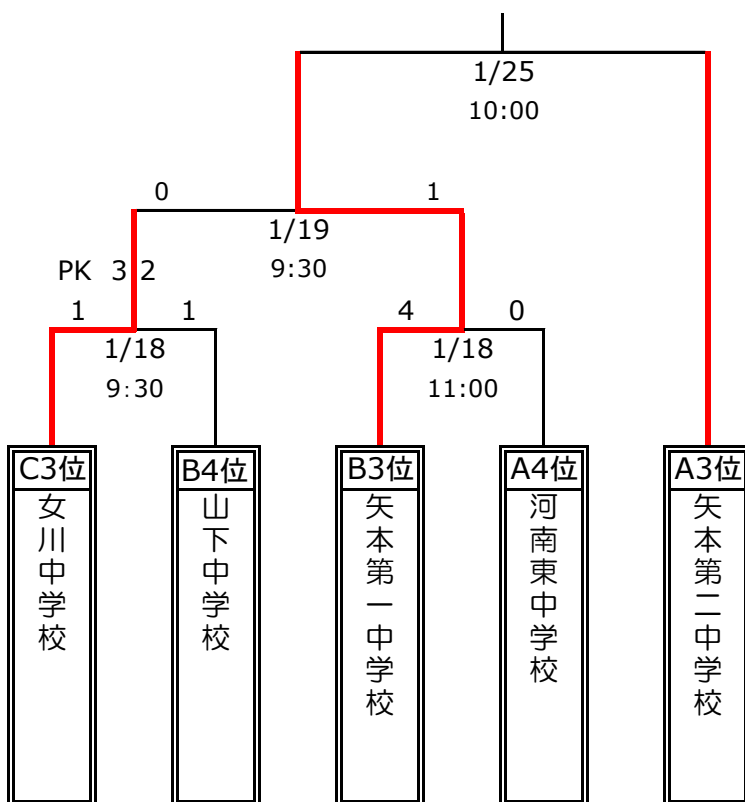 1/25
10:00
0
1
1/19
9:30
PK 3 2
1
1
4
0
1/18
9:30
1/18
11:00
C3位
B4位
B3位
A4位
A3位
女川中学校
山下中学校
矢本第一中学校
河南東中学校
矢本第二中学校